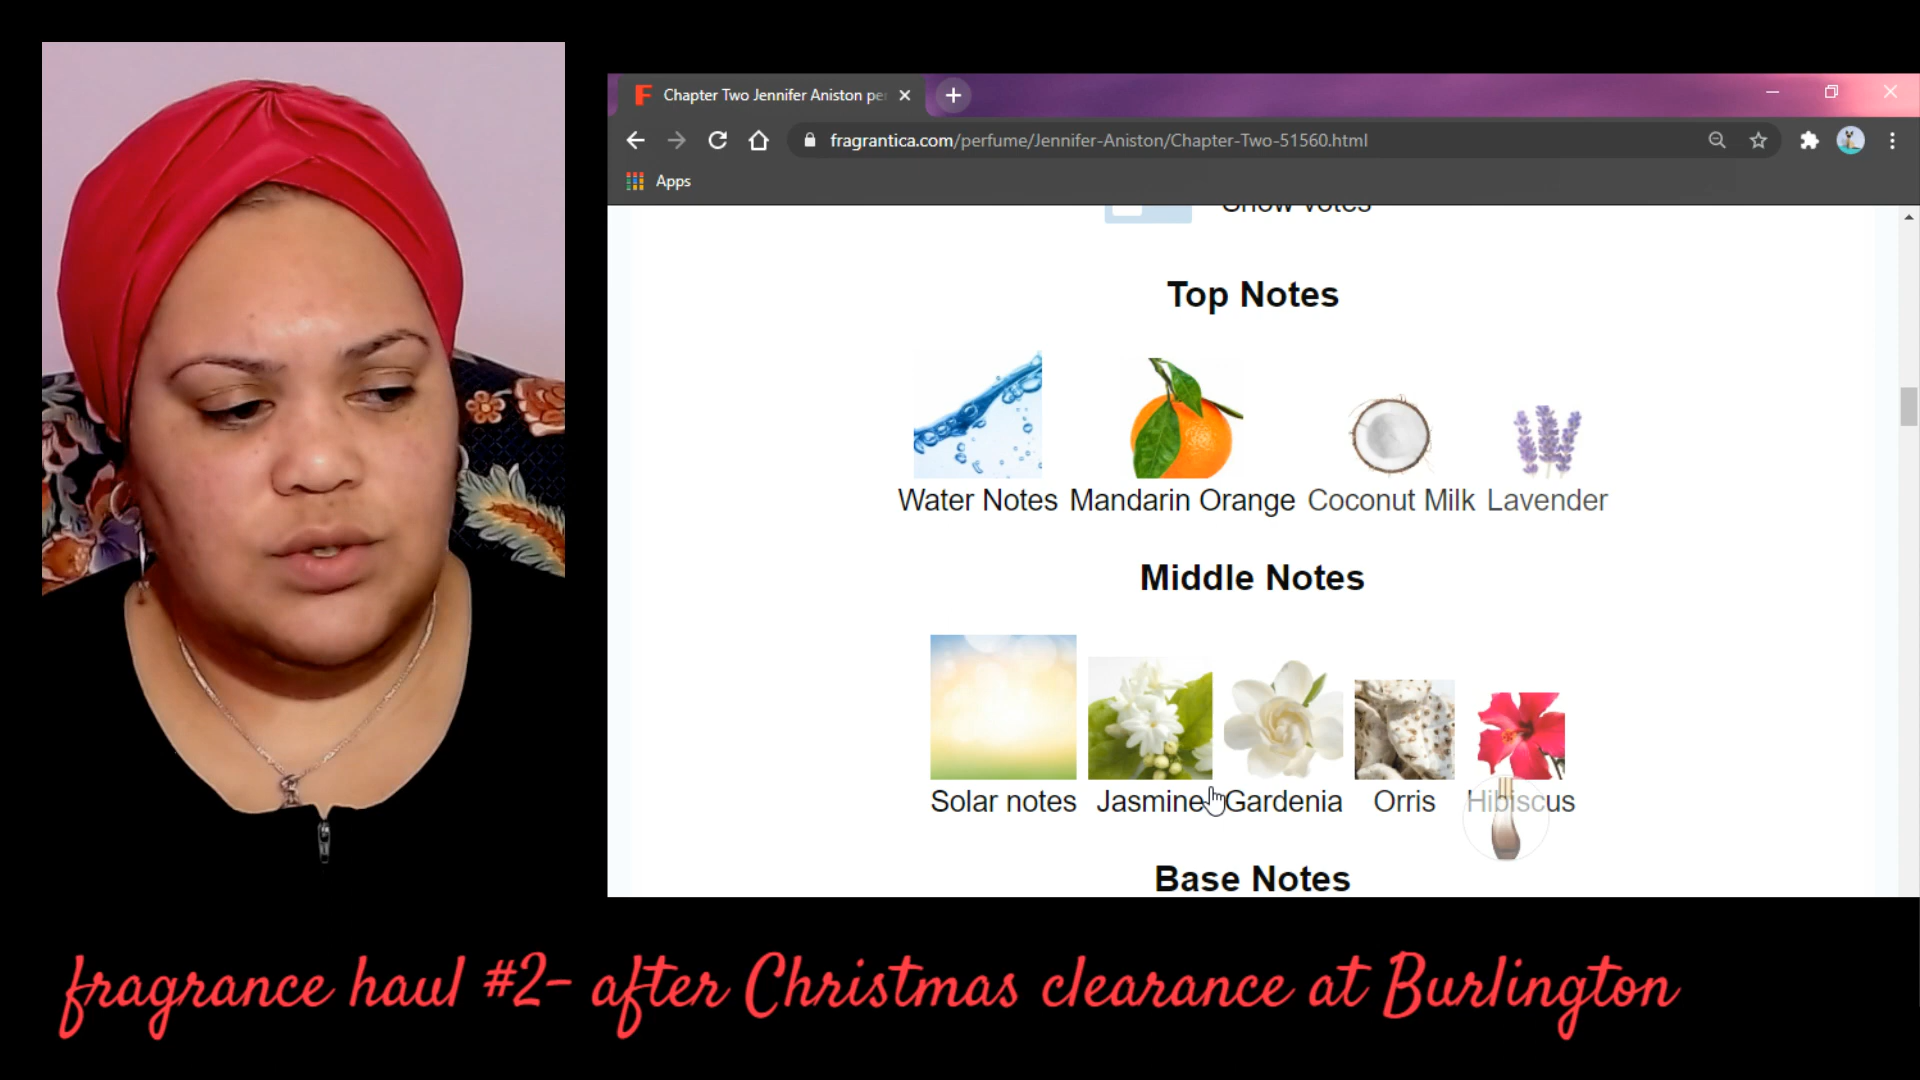 Chapter Two Jennifer Aniston pe
fragrantica.com/perfume/Jennifer-Aniston/Chapter-Two-51560.html
Apps
Show votes
Top Notes
Water Notes Mandarin Orange Coconut Milk Lavender
Middle Notes
Solar notes Jasmine Gardenia Orris Hibiscus
Base Notes
fragrance haul #2- after Christmas clearance at Burlington